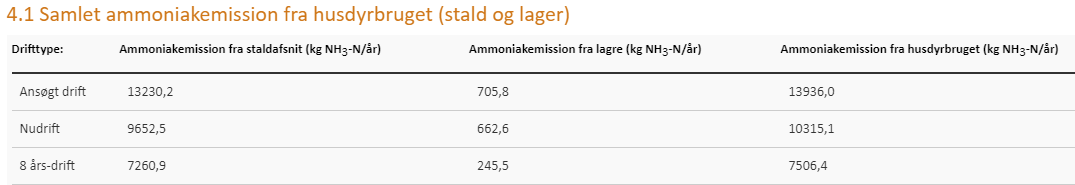 4.1 Samlet ammoniakemission fra husdyrbruget (stald og lager)
Drifttype: Ammoniakemission fra staldafsnit (kg NH3-N/år) Ammoniakemission fra lagre (kg NH3-N/år) Ammoniakemission fra husdyrbruget (kg NH3-N/år)
Ansøgt drift 13230,2 705,8 13936,0
Nudrift 9652,5 662,6 10315,1
8 års-drift 7260,9 245,5 7506,4